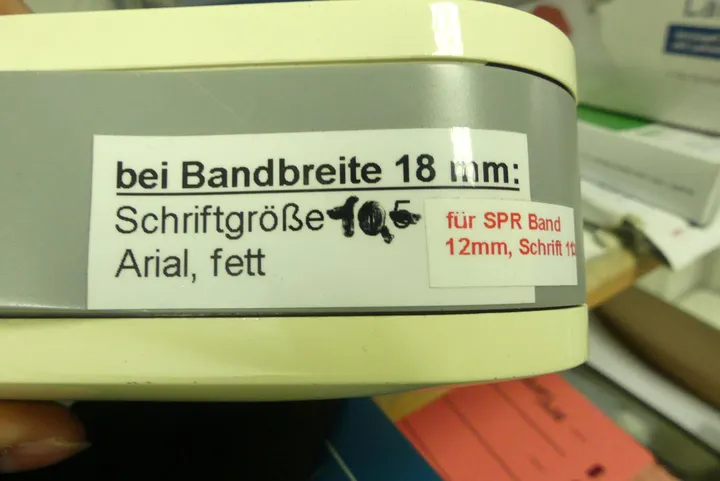 bei Bandbreite 18 mm:
Schriftgröße 10,5
Arial, fett
für SPR Band
12mm, Schrift